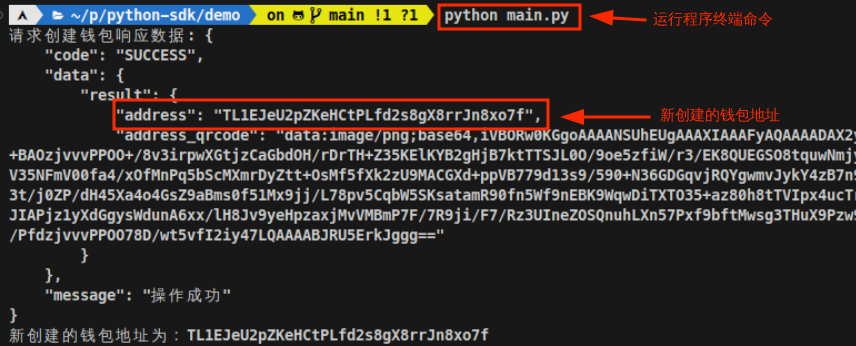 ~/p/python-sdk/demo on main !1 ?1 python main.py 运行程序终端命令
请求创建钱包响应数据: {
"code": "SUCCESS",
"data": {
"result": {
"address": "TL1EJeU2pZKeHCtPLfd2s8gX8rrJn8xo7f", 新创建的钱包地址
"address_qrcode": "data:image/png;base64,iVBORw0KGgoAAAANSUhEUgAAAXIAAAFyAQAAAADAX2y
+BAOzjvvvPPOO+/8v3irpwXGtjzCaGbdOH/rDrTH+Z35KElKYB2gHjB7ktTTSJL0O/9oe5zfiW/r3/EK8QUEGSO8tquwNmjy
V35NFmV00fa4/xOfMnPq5bScMXmrDyZtt+OsMf5fXk2zU9MACGXd+ppVB779d13s9/590+N36GDGqvjRQYgwmvJykY4zB7n9
3t/j0ZP/dH45Xa4o4GsZ9aBms0f51Mx9jj/L78pv5CqbW5SKsatamR90fn5Wf9nEBK9WqwDiTXTO35+az80h8tTVIpx4ucTr
JIAPjz1yXdGgysWdunA6xx/lH8Jv9yeHpzaxjMvVMBmP7F/7R9ji/F7/Rz3UIneZOSQnuhLXn57Pxf9bftMwsg3THuX9Pzw9
/PfdzjvvvPPOO78D/wt5vfI2iy47LQAAAABJRU5ErkJggg=="
}
},
"message": "操作成功"
}
新创建的钱包地址为：TL1EJeU2pZKeHCtPLfd2s8gX8rrJn8xo7f